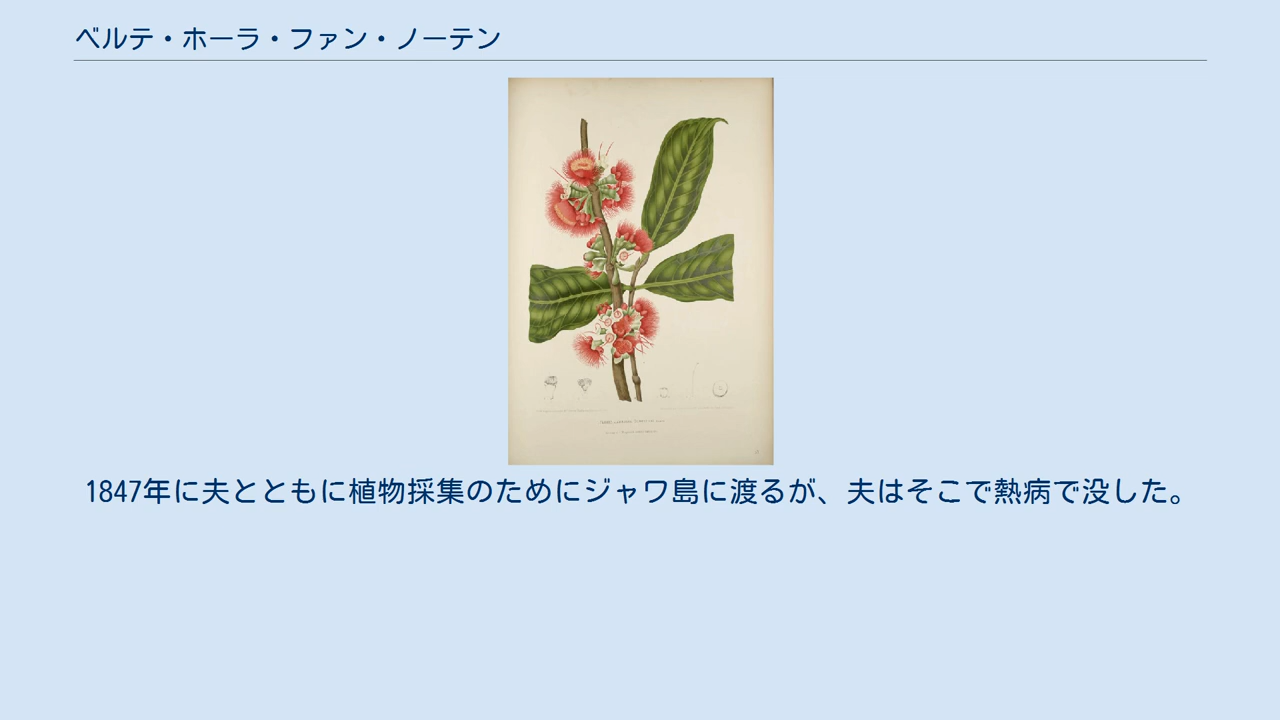 ベルテ・ホーラ・ファン・ノーテン
1847年に夫とともに植物採集のためにジャワ島に渡るが、夫はそこで熱病で没した。